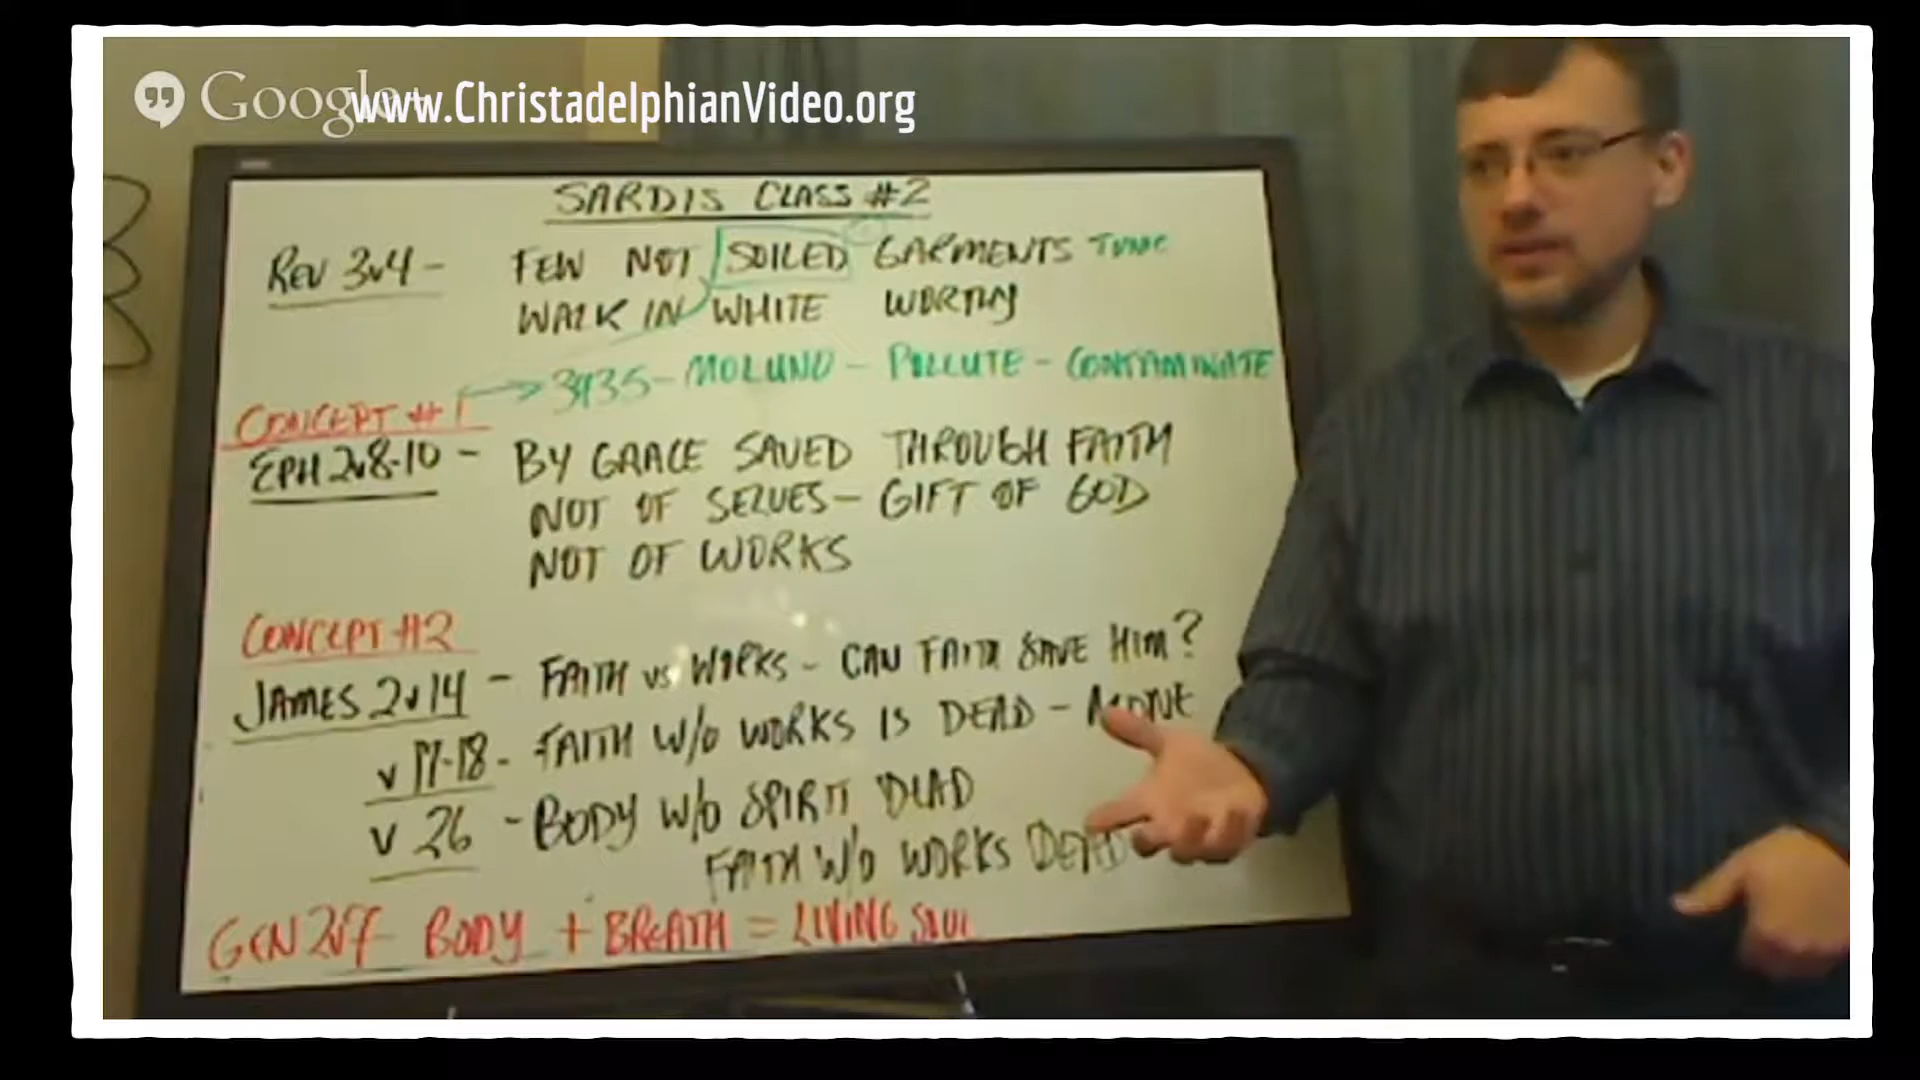 Google+
www.ChristadelphianVideo.org
SARDIS CLASS #2
REV 3v4 - FEW NOT SOILED GARMENTS
WALK IN WHITE WORTHY
3435 - MOLUNO - POLLUTE - CONTAMINATE
CONCEPT #1
EPH 2v8-10 - BY GRACE SAVED THROUGH FAITH
NOT OF SELVES - GIFT OF GOD
NOT OF WORKS
CONCEPT #2
JAMES 2v14 - FAITH vs WORKS - CAN FAITH SAVE HIM?
v 17-18 - FAITH W/O WORKS IS DEAD - ALONE
v 26 - BODY W/O SPIRIT DEAD
FAITH W/O WORKS DEAD
GEN 2v7 - BODY + BREATH = LIVING SOUL